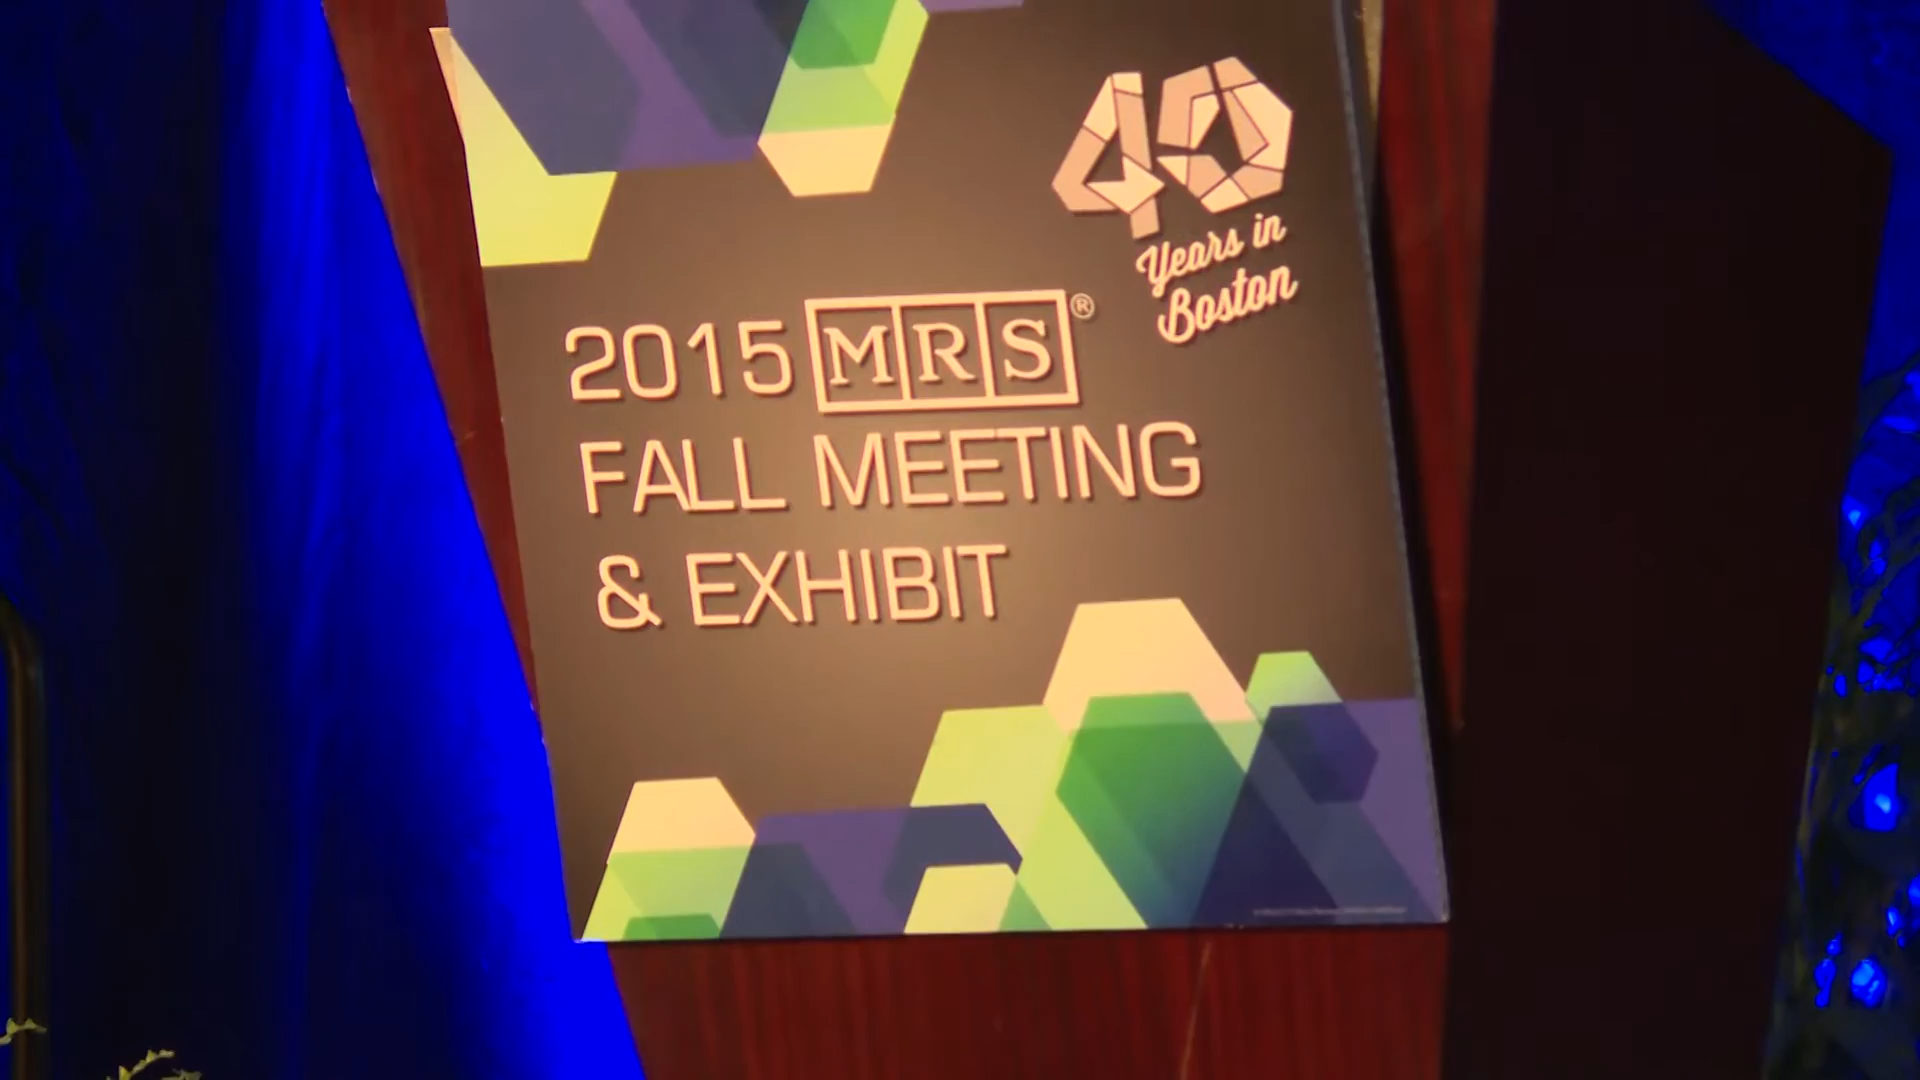 40
Years in
Boston
2015 MRS®
FALL MEETING
& EXHIBIT